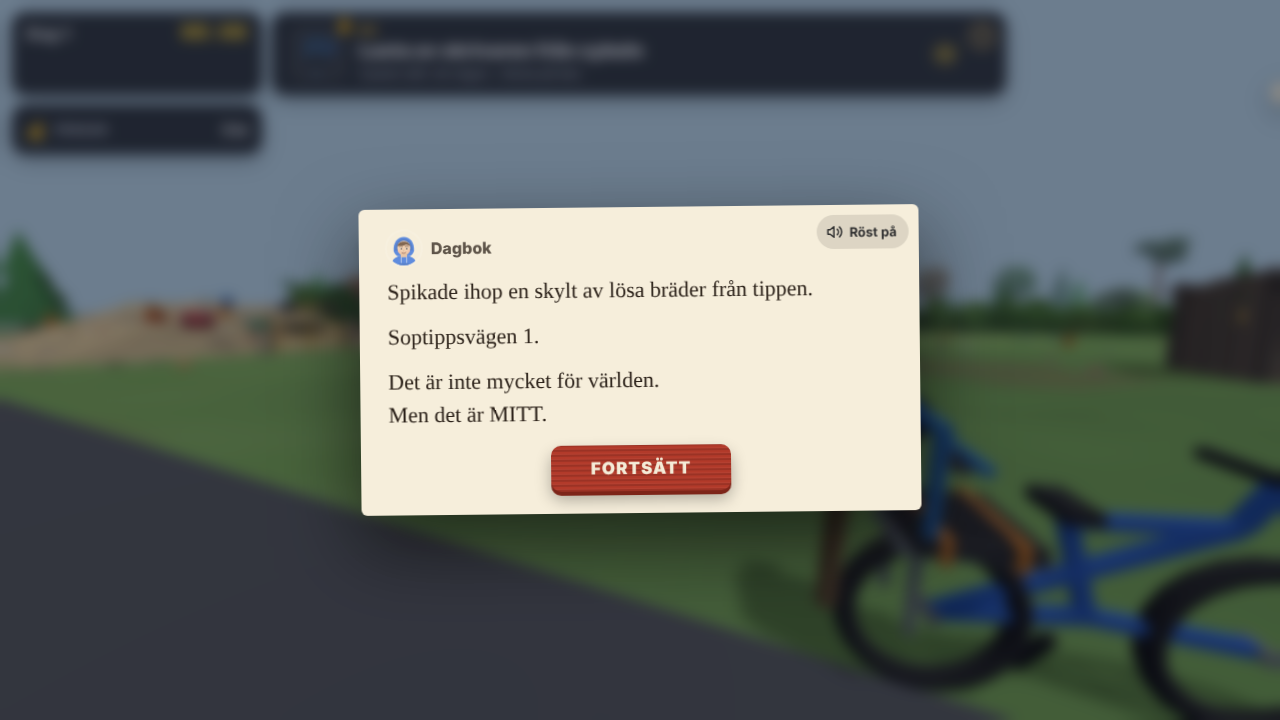 Dagbok
Röst på
Spikade ihop en skylt av lösa bräder från tippen.
Soptippsvägen 1.
Det är inte mycket för världen.
Men det är MITT.
FORTSÄTT